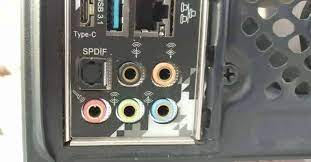 USB 3.1
Type-C
SPDIF